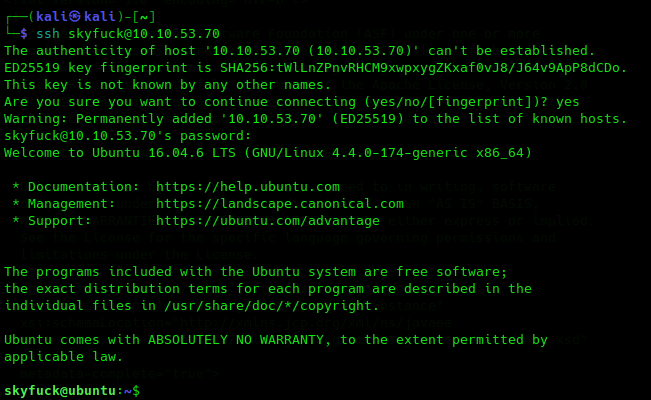 ┌──(kali㉿kali)-[~]
└─$ ssh skyfuck@10.10.53.70
The authenticity of host '10.10.53.70 (10.10.53.70)' can't be established.
ED25519 key fingerprint is SHA256:tWlLnZPnvRHCM9xwpxygZKxaf0vJ8/J64v9ApP8dCDo.
This key is not known by any other names.
Are you sure you want to continue connecting (yes/no/[fingerprint])? yes
Warning: Permanently added '10.10.53.70' (ED25519) to the list of known hosts.
skyfuck@10.10.53.70's password:
Welcome to Ubuntu 16.04.6 LTS (GNU/Linux 4.4.0-174-generic x86_64)
* Documentation:  https://help.ubuntu.com
* Management:     https://landscape.canonical.com
* Support:        https://ubuntu.com/advantage
The programs included with the Ubuntu system are free software;
the exact distribution terms for each program are described in the
individual files in /usr/share/doc/*/copyright.
Ubuntu comes with ABSOLUTELY NO WARRANTY, to the extent permitted by
applicable law.
skyfuck@ubuntu:~$